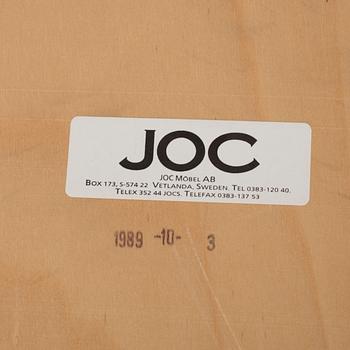 JOC
JOC MÖBEL AB
BOX 173, S-574 22 VETLANDA, SWEDEN. TEL 0383-120 40.
TELEX 352 44 JOCS. TELEFAX 0383-137 53
1989 -10- 3